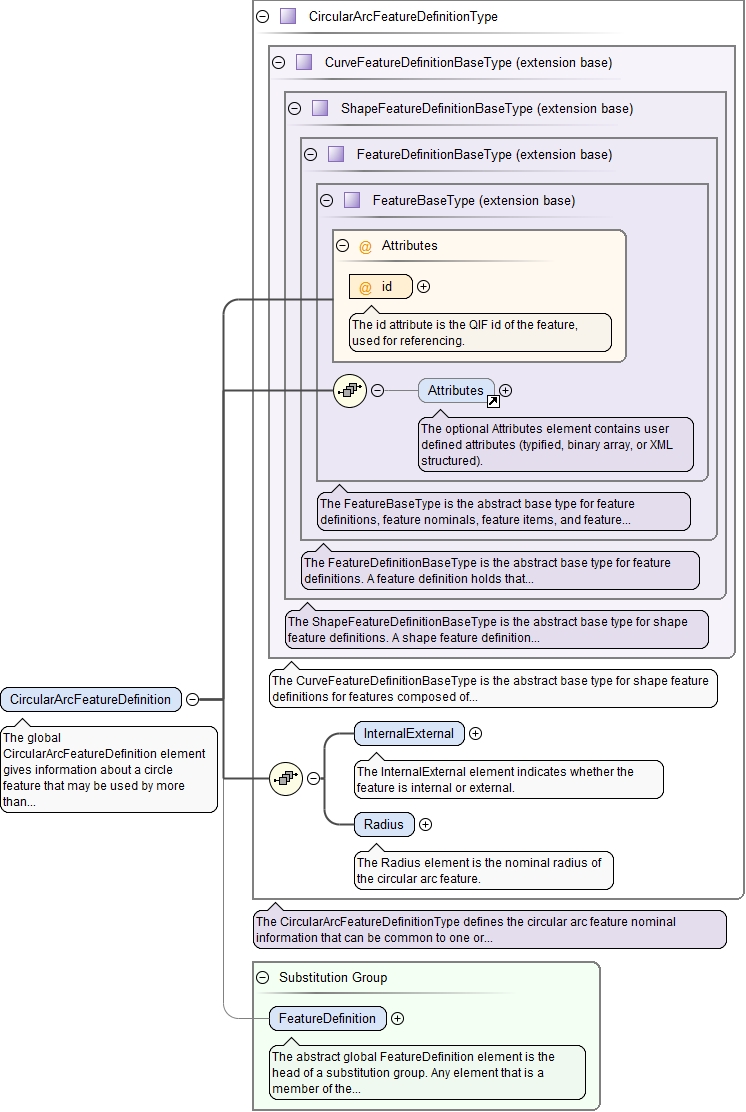 CircularArcFeatureDefinitionType
CurveFeatureDefinitionBaseType (extension base)
ShapeFeatureDefinitionBaseType (extension base)
FeatureDefinitionBaseType (extension base)
FeatureBaseType (extension base)
@ Attributes
@ id
The id attribute is the QIF id of the feature,
used for referencing.
Attributes
The optional Attributes element contains user
defined attributes (typified, binary array, or XML
structured).
The FeatureBaseType is the abstract base type for feature
definitions, feature nominals, feature items, and feature...
The FeatureDefinitionBaseType is the abstract base type for feature
definitions. A feature definition holds that...
The ShapeFeatureDefinitionBaseType is the abstract base type for shape
feature definitions. A shape feature definition...
The CurveFeatureDefinitionBaseType is the abstract base type for shape feature
definitions for features composed of...
CircularArcFeatureDefinition
The global
CircularArcFeatureDefinition element
gives information about a circle
feature that may be used by more
than...
InternalExternal
The InternalExternal element indicates whether the
feature is internal or external.
Radius
The Radius element is the nominal radius of
the circular arc feature.
The CircularArcFeatureDefinitionType defines the circular arc feature nominal
information that can be common to one or...
Substitution Group
FeatureDefinition
The abstract global FeatureDefinition element is the
head of a substitution group. Any element that is a
member of the...